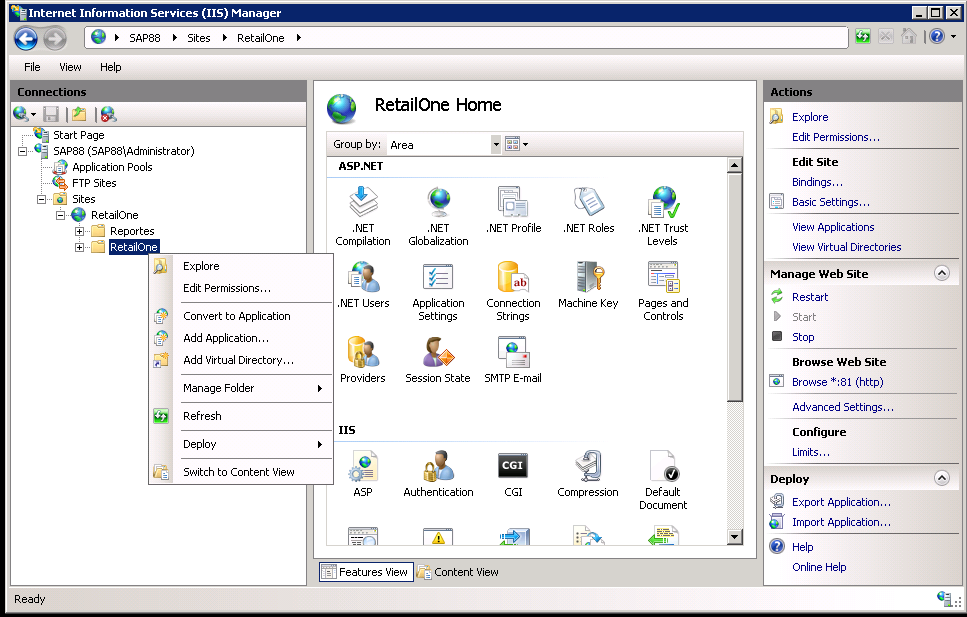 Internet Information Services (IIS) Manager
SAP88 Sites RetailOne
File View Help
Connections
Start Page
SAP88 (SAP88\Administrator)
Application Pools
FTP Sites
Sites
RetailOne
Reportes
RetailOne
Explore
Edit Permissions...
Convert to Application
Add Application...
Add Virtual Directory...
Manage Folder
Refresh
Deploy
Switch to Content View
RetailOne Home
Group by: Area
ASP.NET
.NET Compilation
.NET Globalization
.NET Profile
.NET Roles
.NET Trust Levels
.NET Users
Application Settings
Connection Strings
ab
Machine Key
Pages and Controls
Providers
Session State
SMTP E-mail
IIS
ASP
Authentication
CGI
CGI
Compression
Default Document
Features View
Content View
Actions
Explore
Edit Permissions...
Edit Site
Bindings...
Basic Settings...
View Applications
View Virtual Directories
Manage Web Site
Restart
Start
Stop
Browse Web Site
Browse *:81 (http)
Advanced Settings...
Configure
Limits...
Deploy
Export Application...
Import Application...
Help
Online Help
Ready